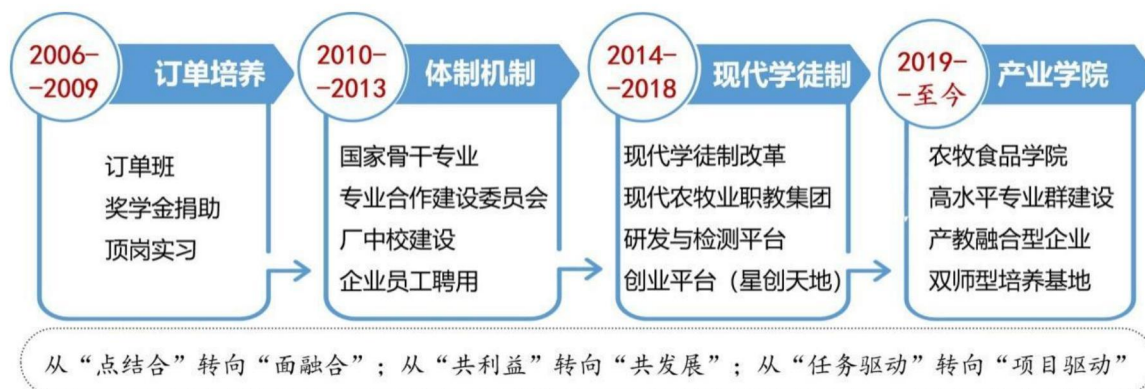 2006-
-2009
订单培养
订单班
奖学金捐助
顶岗实习
2010-
-2013
体制机制
国家骨干专业
专业合作建设委员会
厂中校建设
企业员工聘用
2014-
-2018
现代学徒制
现代学徒制改革
现代农牧业职教集团
研发与检测平台
创业平台（星创天地）
2019-
-至今
产业学院
农牧食品学院
高水平专业群建设
产教融合型企业
双师型培养基地
从“点结合”转向“面融合”；从“共利益”转向“共发展”；从“任务驱动”转向“项目驱动”